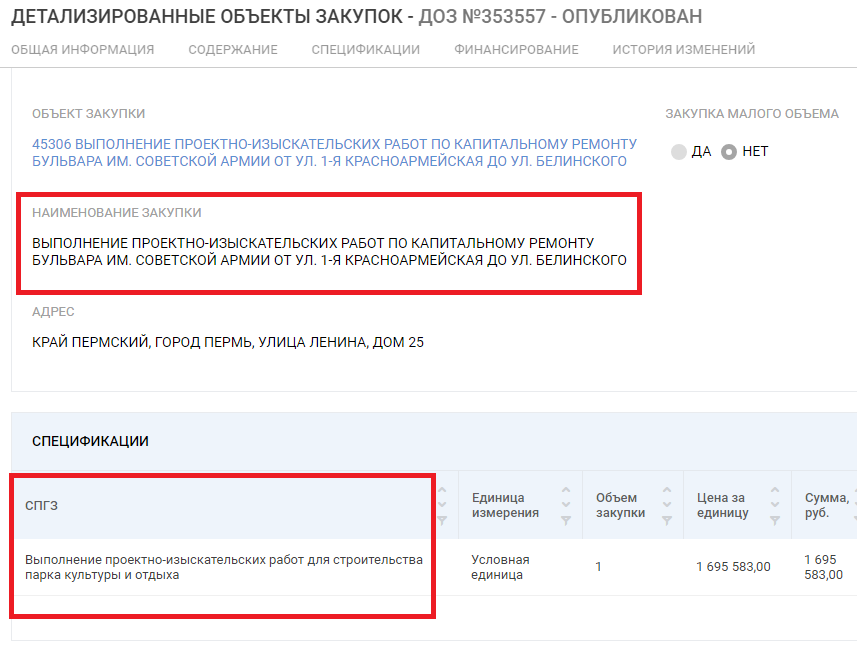 ДЕТАЛИЗИРОВАННЫЕ ОБЪЕКТЫ ЗАКУПОК - ДОЗ №353557 - ОПУБЛИКОВАН
ОБЩАЯ ИНФОРМАЦИЯ СОДЕРЖАНИЕ СПЕЦИФИКАЦИИ ФИНАНСИРОВАНИЕ ИСТОРИЯ ИЗМЕНЕНИЙ
ОБЪЕКТ ЗАКУПКИ
45306 ВЫПОЛНЕНИЕ ПРОЕКТНО-ИЗЫСКАТЕЛЬСКИХ РАБОТ ПО КАПИТАЛЬНОМУ РЕМОНТУ
БУЛЬВАРА ИМ. СОВЕТСКОЙ АРМИИ ОТ УЛ. 1-Я КРАСНОАРМЕЙСКАЯ ДО УЛ. БЕЛИНСКОГО
ЗАКУПКА МАЛОГО ОБЪЕМА
ДА НЕТ
НАИМЕНОВАНИЕ ЗАКУПКИ
ВЫПОЛНЕНИЕ ПРОЕКТНО-ИЗЫСКАТЕЛЬСКИХ РАБОТ ПО КАПИТАЛЬНОМУ РЕМОНТУ
БУЛЬВАРА ИМ. СОВЕТСКОЙ АРМИИ ОТ УЛ. 1-Я КРАСНОАРМЕЙСКАЯ ДО УЛ. БЕЛИНСКОГО
АДРЕС
КРАЙ ПЕРМСКИЙ, ГОРОД ПЕРМЬ, УЛИЦА ЛЕНИНА, ДОМ 25
СПЕЦИФИКАЦИИ
СПГЗ
Единица
измерения
Объем
закупки
Цена за
единицу
Сумма,
руб.
Выполнение проектно-изыскательских работ для строительства
парка культуры и отдыха
Условная
единица
1
1 695 583,00
1 695
583,00